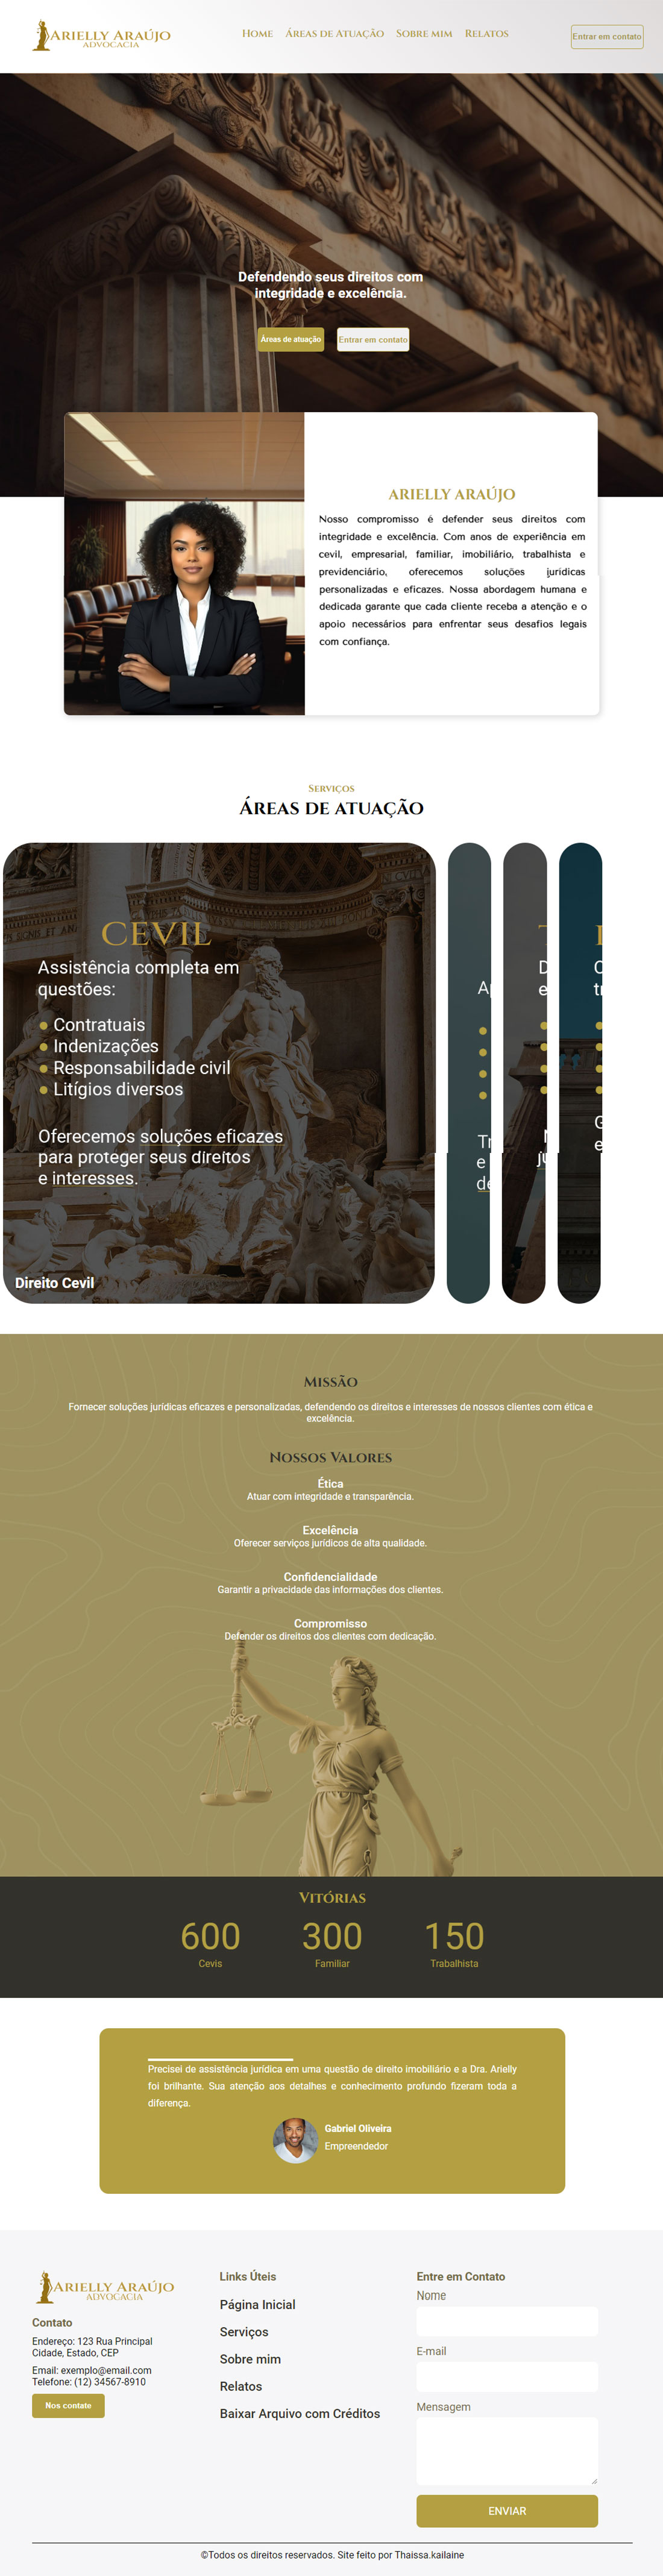 ARIELLY ARAÚJO
ADVOCACIA
Home Áreas de Atuação Sobre mim Relatos
Entrar em contato
Defendendo seus direitos com
integridade e excelência.
Áreas de atuação
Entrar em contato
ARIELLY ARAÚJO
Nosso compromisso é defender seus direitos com
integridade e excelência. Com anos de experiência em
cevil, empresarial, familiar, imobiliário, trabalhista e
previdenciário, oferecemos soluções jurídicas
personalizadas e eficazes. Nossa abordagem humana e
dedicada garante que cada cliente receba a atenção e o
apoio necessários para enfrentar seus desafios legais
com confiança.
Serviços
Áreas de atuação
CEVIL
Assistência completa em
questões:
Contratuais
Indenizações
Responsabilidade civil
Litígios diversos
Oferecemos soluções eficazes
para proteger seus direitos
e interesses.
Direito Cevil
Missão
Fornecer soluções jurídicas eficazes e personalizadas, defendendo os direitos e interesses de nossos clientes com ética e
excelência.
Nossos Valores
Ética
Atuar com integridade e transparência.
Excelência
Oferecer serviços jurídicos de alta qualidade.
Confidencialidade
Garantir a privacidade das informações dos clientes.
Compromisso
Defender os direitos dos clientes com dedicação.
Vitórias
600 300 150
Cevis Familiar Trabalhista
Precisei de assistência jurídica em uma questão de direito imobiliário e a Dra. Arielly
foi brilhante. Sua atenção aos detalhes e conhecimento profundo fizeram toda a
diferença.
Gabriel Oliveira
Empreendedor
ARIELLY ARAÚJO
ADVOCACIA
Contato
Endereço: 123 Rua Principal
Cidade, Estado, CEP
Email: exemplo@email.com
Telefone: (12) 34567-8910
Nos contate
Links Úteis
Página Inicial
Serviços
Sobre mim
Relatos
Baixar Arquivo com Créditos
Entre em Contato
Nome
E-mail
Mensagem
ENVIAR
©Todos os direitos reservados. Site feito por Thaissa.kailaine